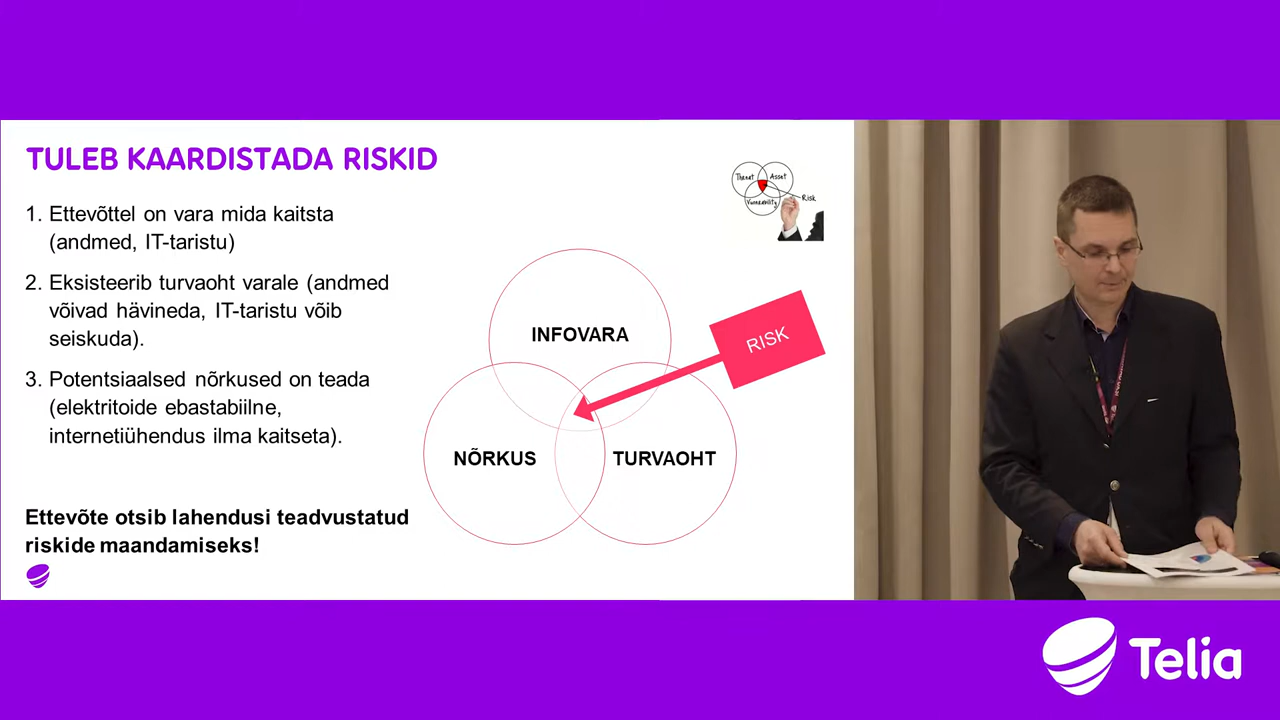 TULEB KAARDISTADA RISKID
1. Ettevõttel on vara mida kaitsta
(andmed, IT-taristu)
2. Eksisteerib turvaoht varale (andmed
võivad hävineda, IT-taristu võib
seiskuda).
3. Potentsiaalsed nõrkused on teada
(elektritoide ebastabiilne,
internetiühendus ilma kaitseta).
Ettevõte otsib lahendusi teadvustatud
riskide maandamiseks!
Threat Asset
Risk
Vulnerability
INFOVARA
RISK
NÕRKUS
TURVAOHT
Telia